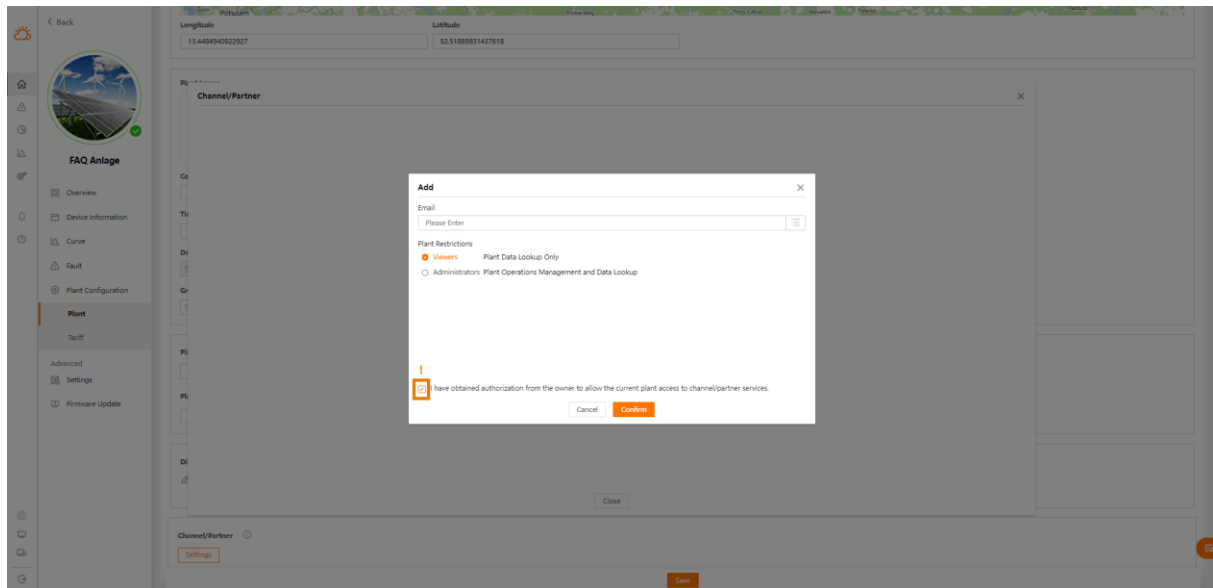 < Back
FAQ Anlage
Overview
Device Information
Curve
Fault
Plant Configuration
Plant
Tariff
Advanced
Settings
Firmware Update
Potsdam
Longitude
Latitude
13.4484940922927
52.51889831437618
Channel/Partner
Add
Email
Please Enter
Plant Restrictions
Viewers Plant Data Lookup Only
Administrators Plant Operations Management and Data Lookup
!
I have obtained authorization from the owner to allow the current plant access to channel/partner services.
Cancel
Confirm
Close
Channel/Partner
Settings
Save